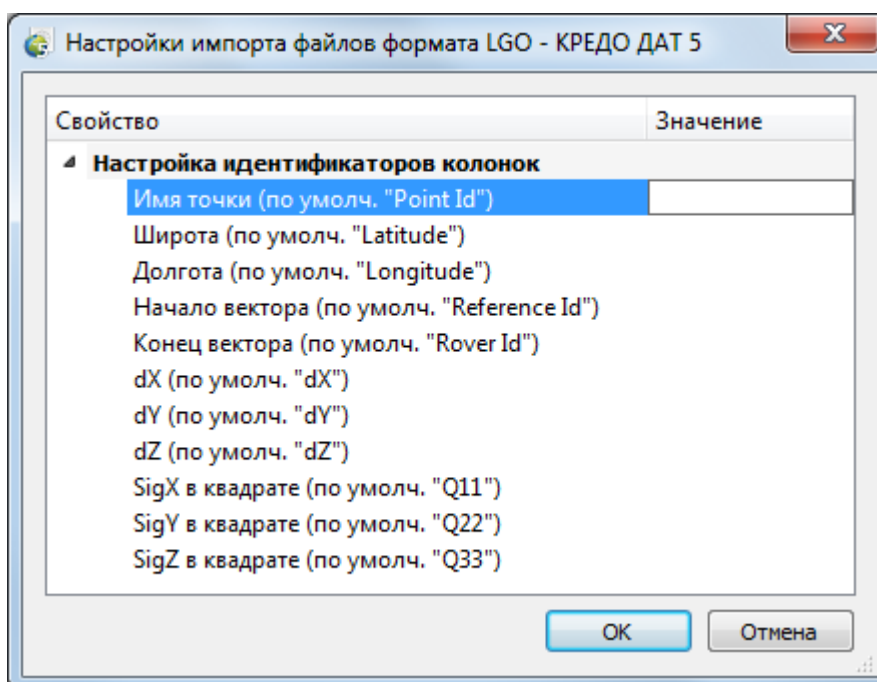 Настройки импорта файлов формата LGO - КРЕДО ДАТ 5
Свойство Значение
Настройка идентификаторов колонок
Имя точки (по умолч. "Point Id")
Широта (по умолч. "Latitude")
Долгота (по умолч. "Longitude")
Начало вектора (по умолч. "Reference Id")
Конец вектора (по умолч. "Rover Id")
dX (по умолч. "dX")
dY (по умолч. "dY")
dZ (по умолч. "dZ")
SigX в квадрате (по умолч. "Q11")
SigY в квадрате (по умолч. "Q22")
SigZ в квадрате (по умолч. "Q33")
OK Отмена